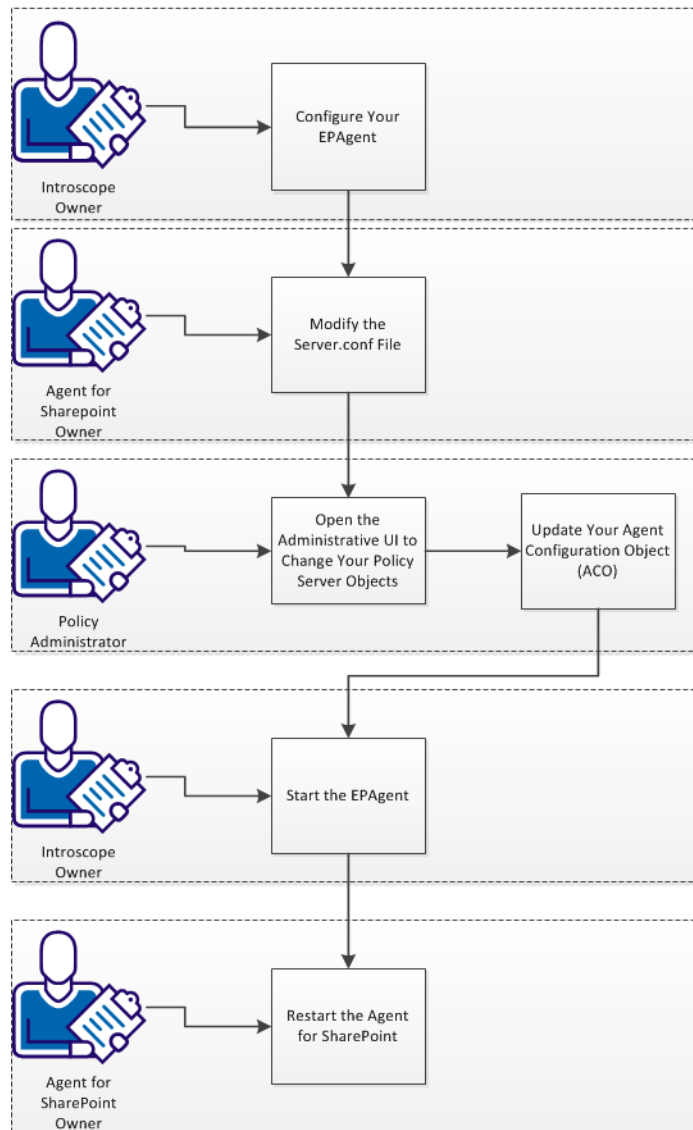 Configure Your
EPAgent
Introscope
Owner
Modify the
Server.conf File
Agent for
Sharepoint
Owner
Open the
Administrative UI to
Change Your Policy
Server Objects
Update Your Agent
Configuration Object
(ACO)
Policy
Administrator
Start the EPAgent
Introscope
Owner
Restart the Agent
for SharePoint
Agent for
SharePoint
Owner